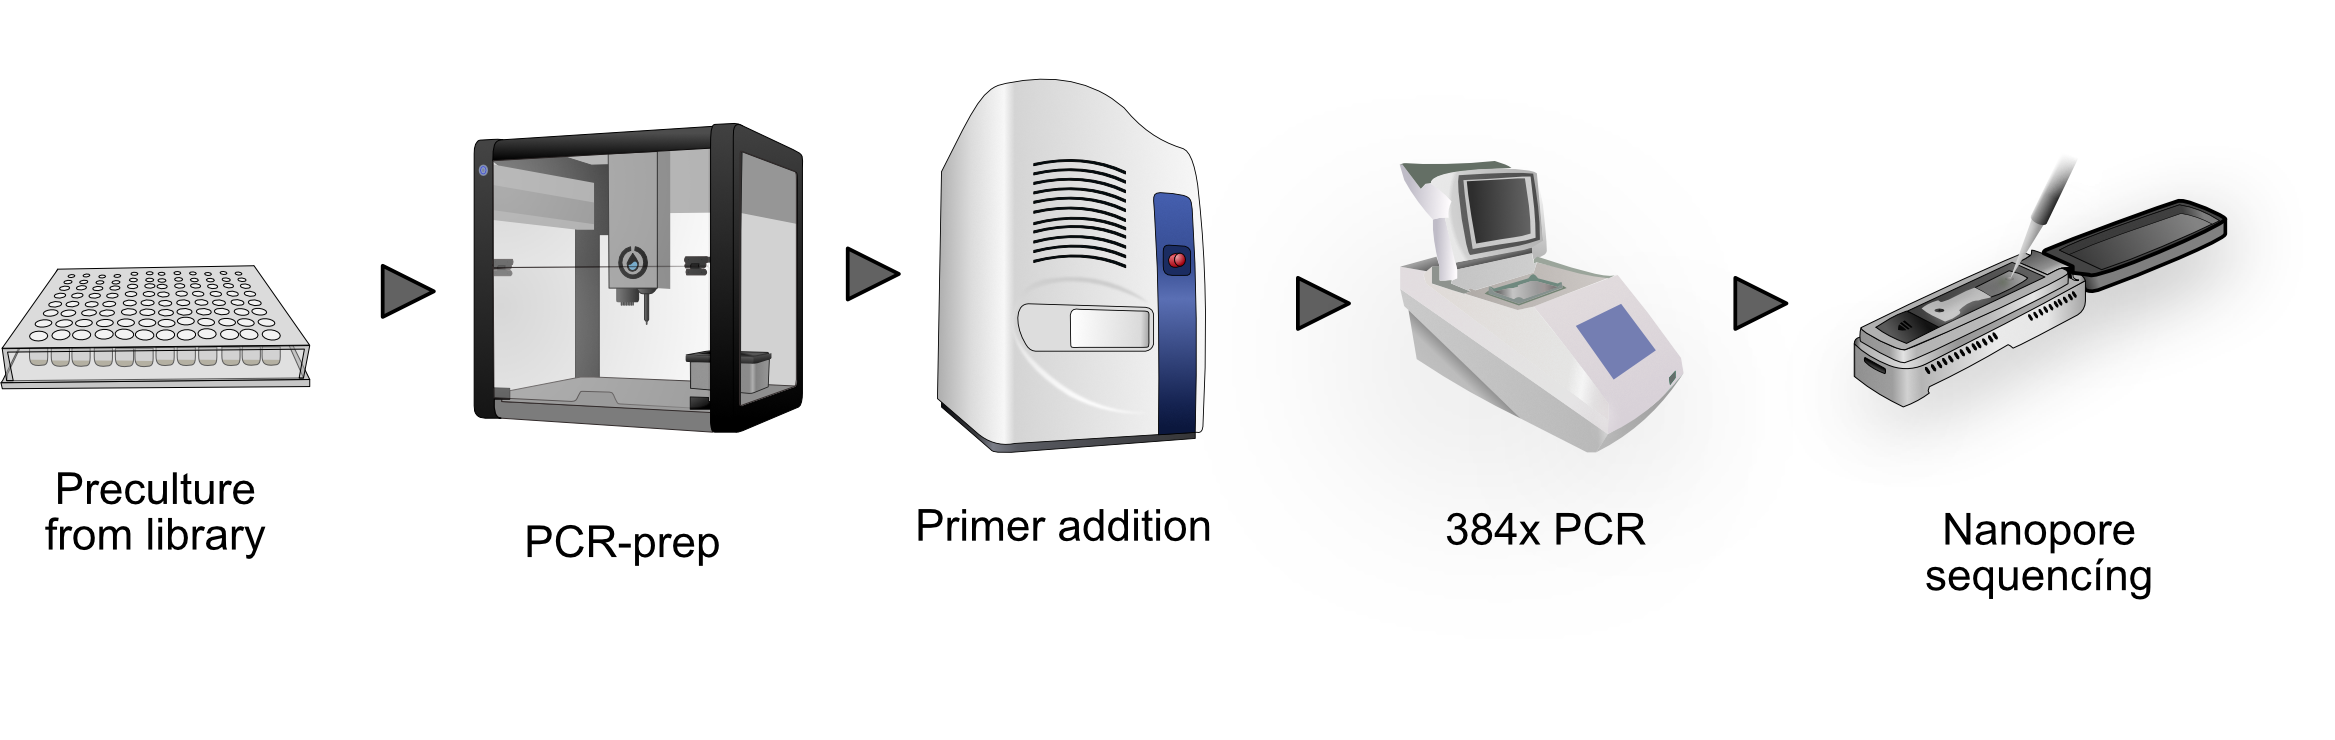 Preculture
from library
PCR-prep
Primer addition
384x PCR
Nanopore
sequencíng